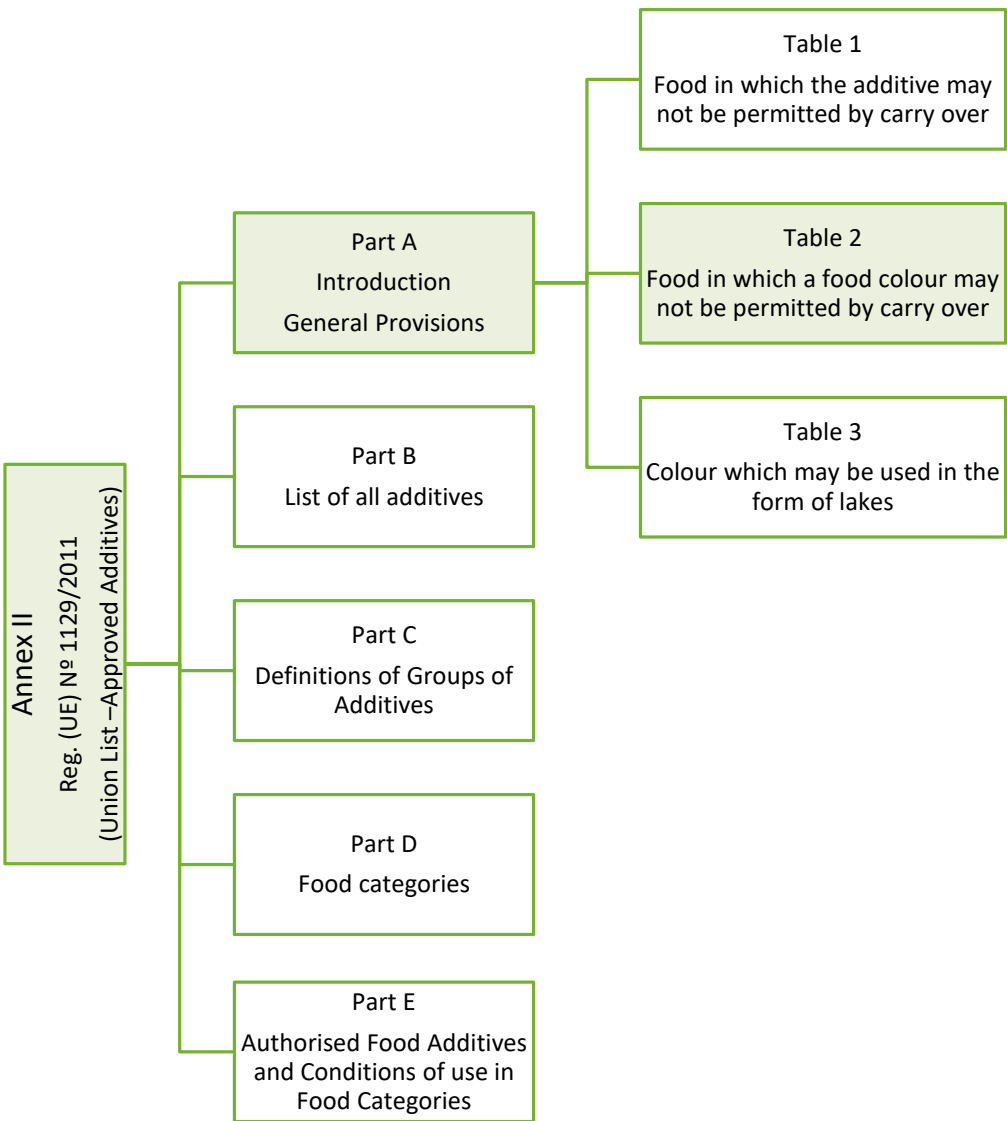 Annex II
Reg. (UE) Nº 1129/2011
(Union List –Approved Additives)
Part A
Introduction
General Provisions
Table 1
Food in which the additive may
not be permitted by carry over
Table 2
Food in which a food colour may
not be permitted by carry over
Table 3
Colour which may be used in the
form of lakes
Part B
List of all additives
Part C
Definitions of Groups of
Additives
Part D
Food categories
Part E
Authorised Food Additives
and Conditions of use in
Food Categories